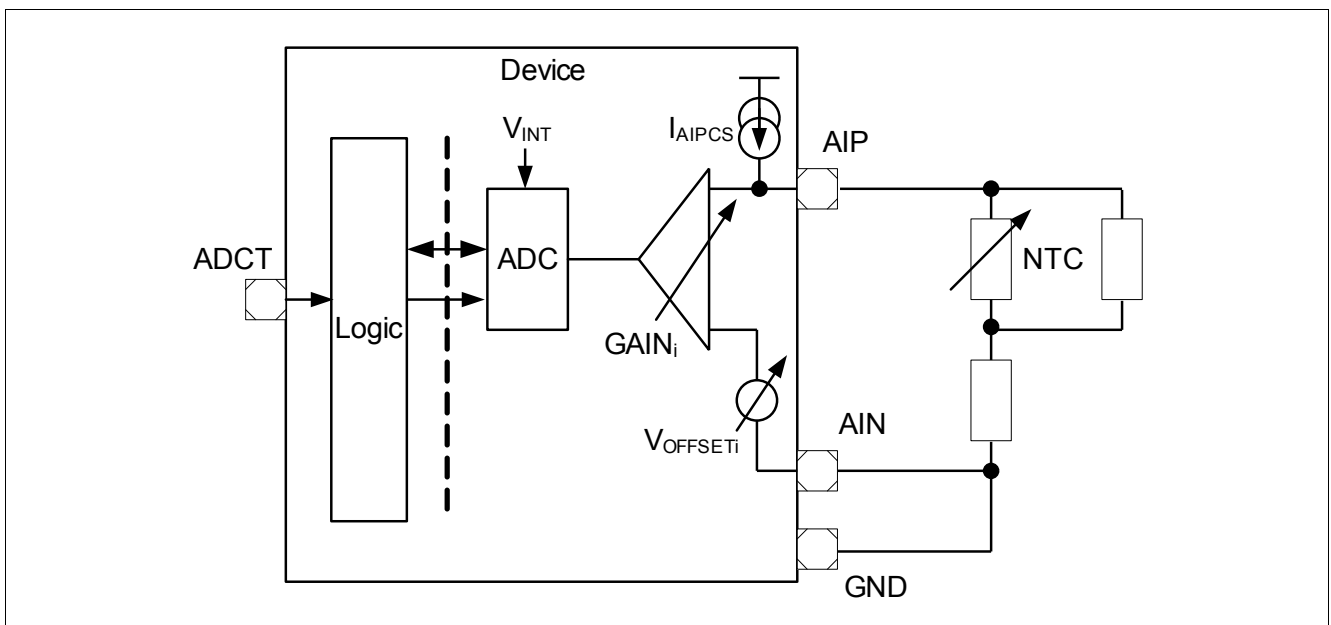 Device
V_INT
I_AIPCS
AIP
ADCT
ADC
NTC
Logic
GAIN_i
V_OFFSETi
AIN
GND